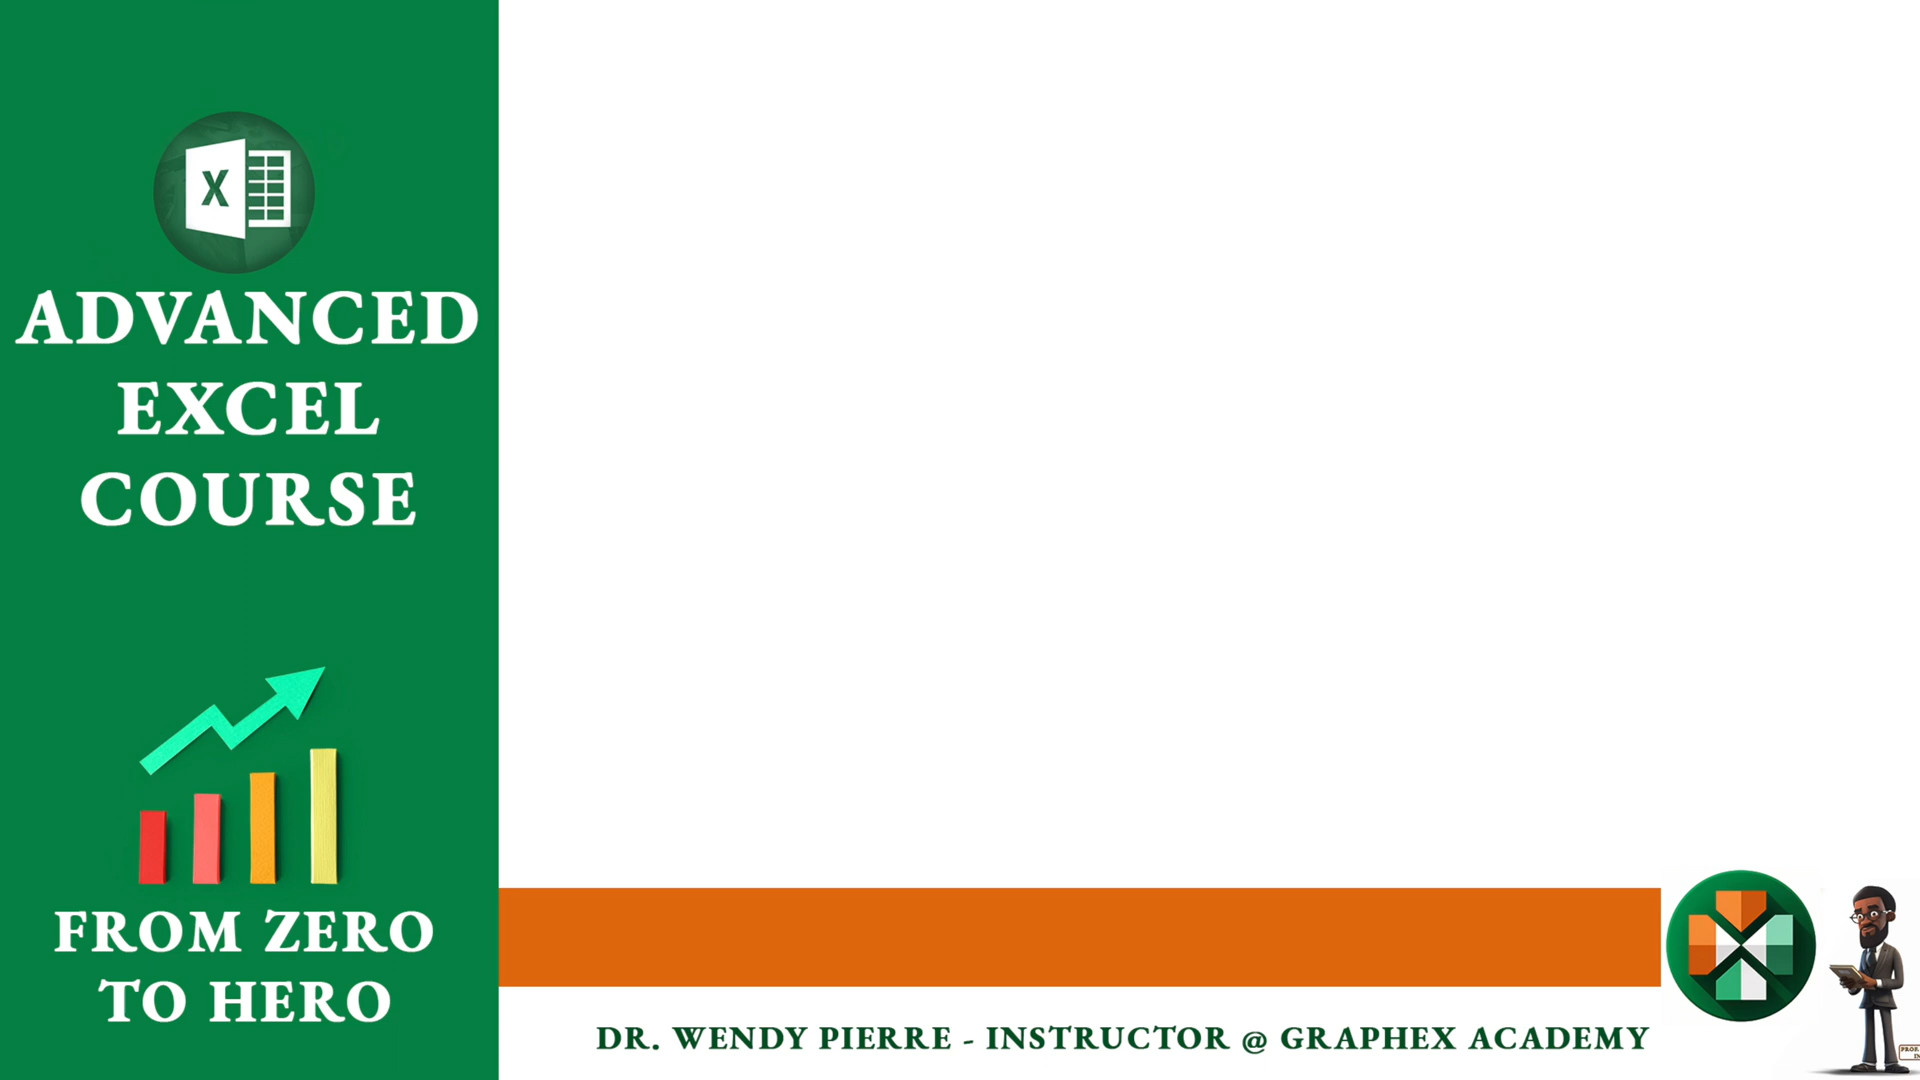 X
ADVANCED
EXCEL
COURSE
FROM ZERO
TO HERO
DR. WENDY PIERRE - INSTRUCTOR @ GRAPHEX ACADEMY